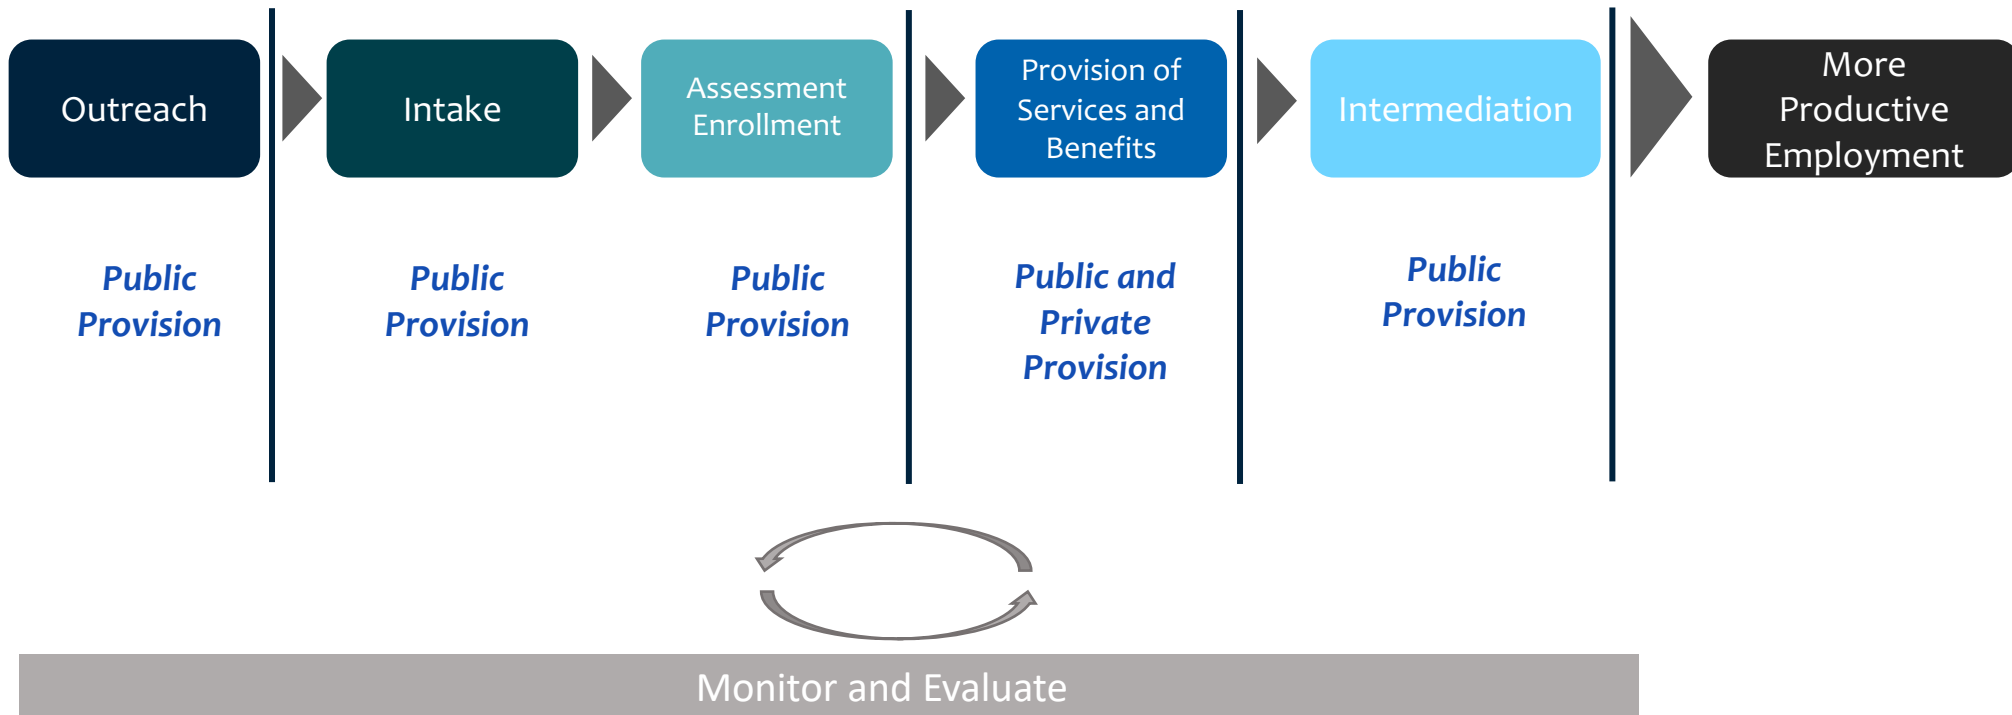 Outreach
Intake
Assessment
Enrollment
Provision of
Services and
Benefits
Intermediation
More
Productive
Employment
Public
Provision
Public
Provision
Public
Provision
Public and
Private
Provision
Public
Provision
Monitor and Evaluate